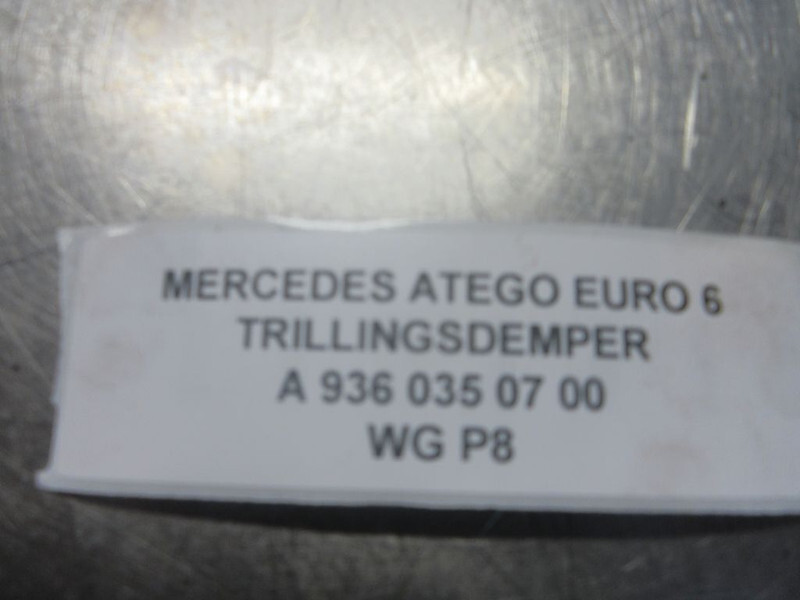 MERCEDES ATEGO EURO 6
TRILLINGSDEMPER
A 936 035 07 00
WG P8